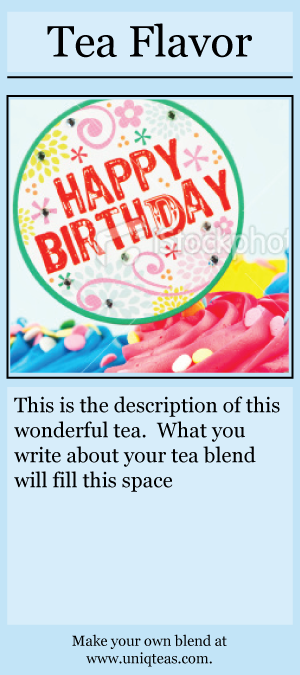 Tea Flavor
HAPPY
BIRTHDAY
iStockphot
This is the description of this
wonderful tea.  What you
write about your tea blend
will fill this space
Make your own blend at
www.uniqteas.com.